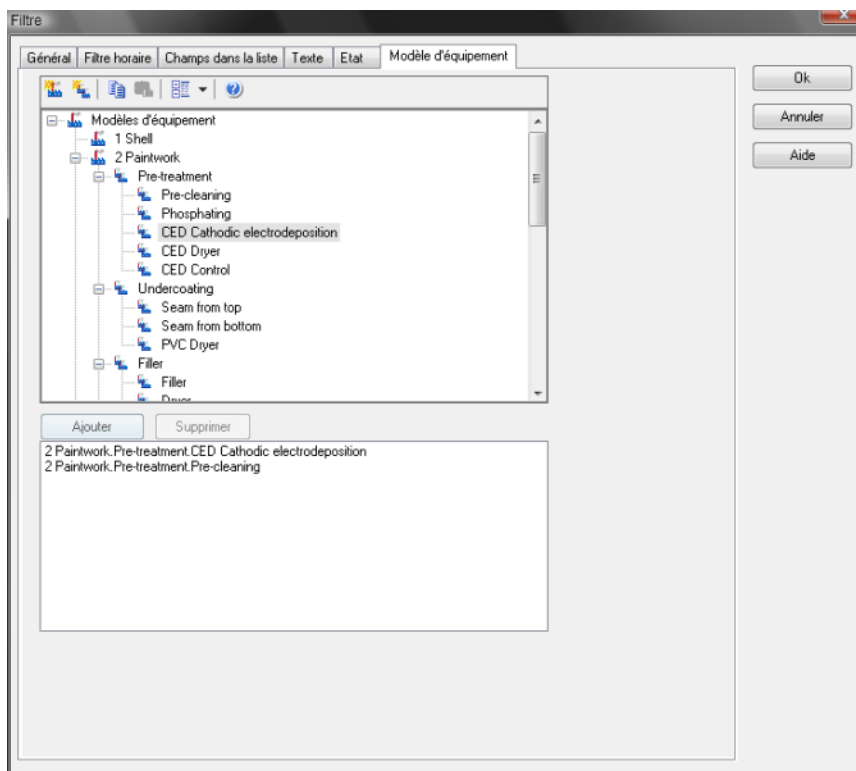 Filtre
Général Filtre horaire Champs dans la liste Texte Etat Modèle d'équipement
Ok
Annuler
Aide
Modèles d'équipement
1 Shell
2 Paintwork
Pre-treatment
Pre-cleaning
Phosphating
CED Cathodic electrodeposition
CED Dryer
CED Control
Undercoating
Seam from top
Seam from bottom
PVC Dryer
Filler
Filler
Dryer
Ajouter Supprimer
2 Paintwork.Pre-treatment.CED Cathodic electrodeposition
2 Paintwork.Pre-treatment.Pre-cleaning